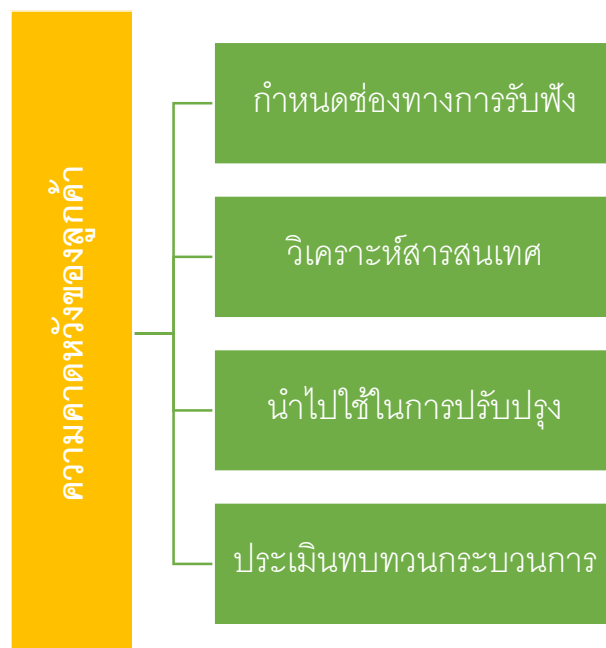 ความคาดหวังของลูกค้า
กำหนดช่องทางการรับฟัง
วิเคราะห์สารสนเทศ
นำไปใช้ในการปรับปรุง
ประเมินทบทวนกระบวนการ